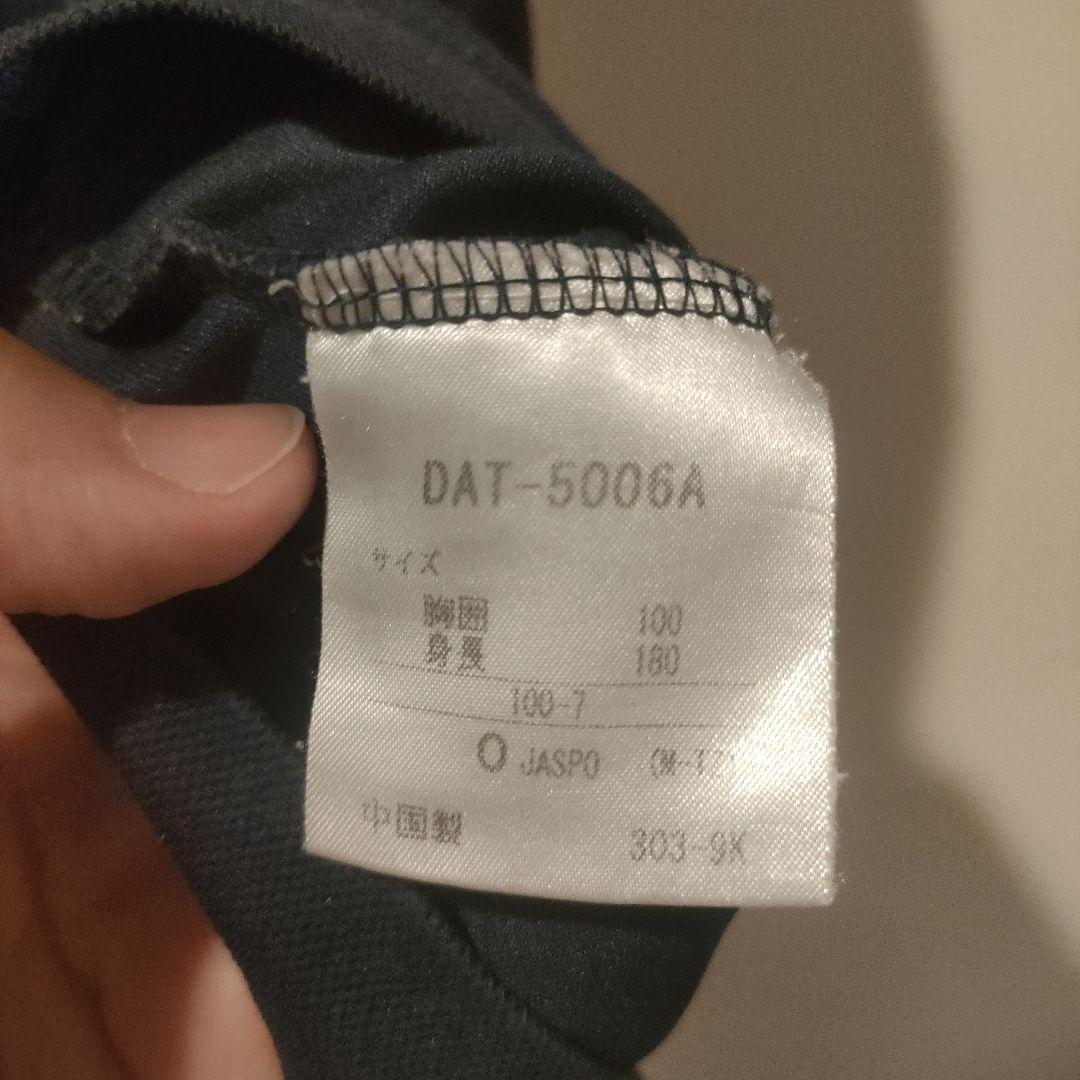 DAT-5006A
サイズ
胸囲 100
身長 180
100-7
O JASPO (M-T2)
中国製 303-9K